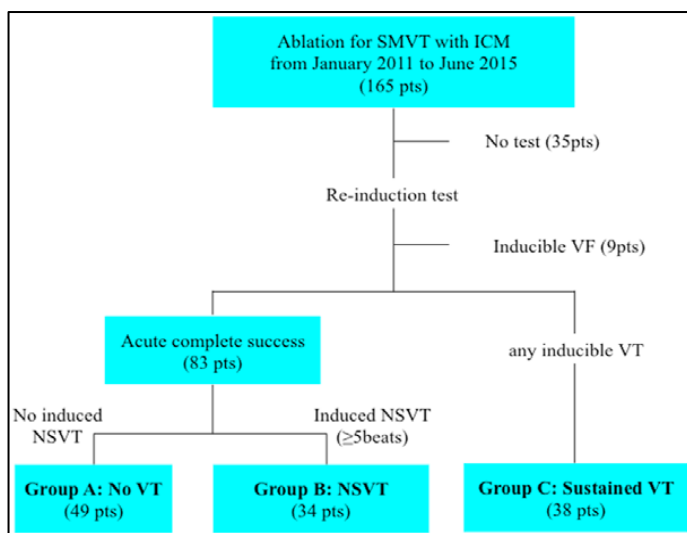 Ablation for SMVT with ICM
from January 2011 to June 2015
(165 pts)
No test (35pts)
Re-induction test
Inducible VF (9pts)
Acute complete success
(83 pts)
any inducible VT
No induced
NSVT
Induced NSVT
(≥5beats)
Group A: No VT
(49 pts)
Group B: NSVT
(34 pts)
Group C: Sustained VT
(38 pts)